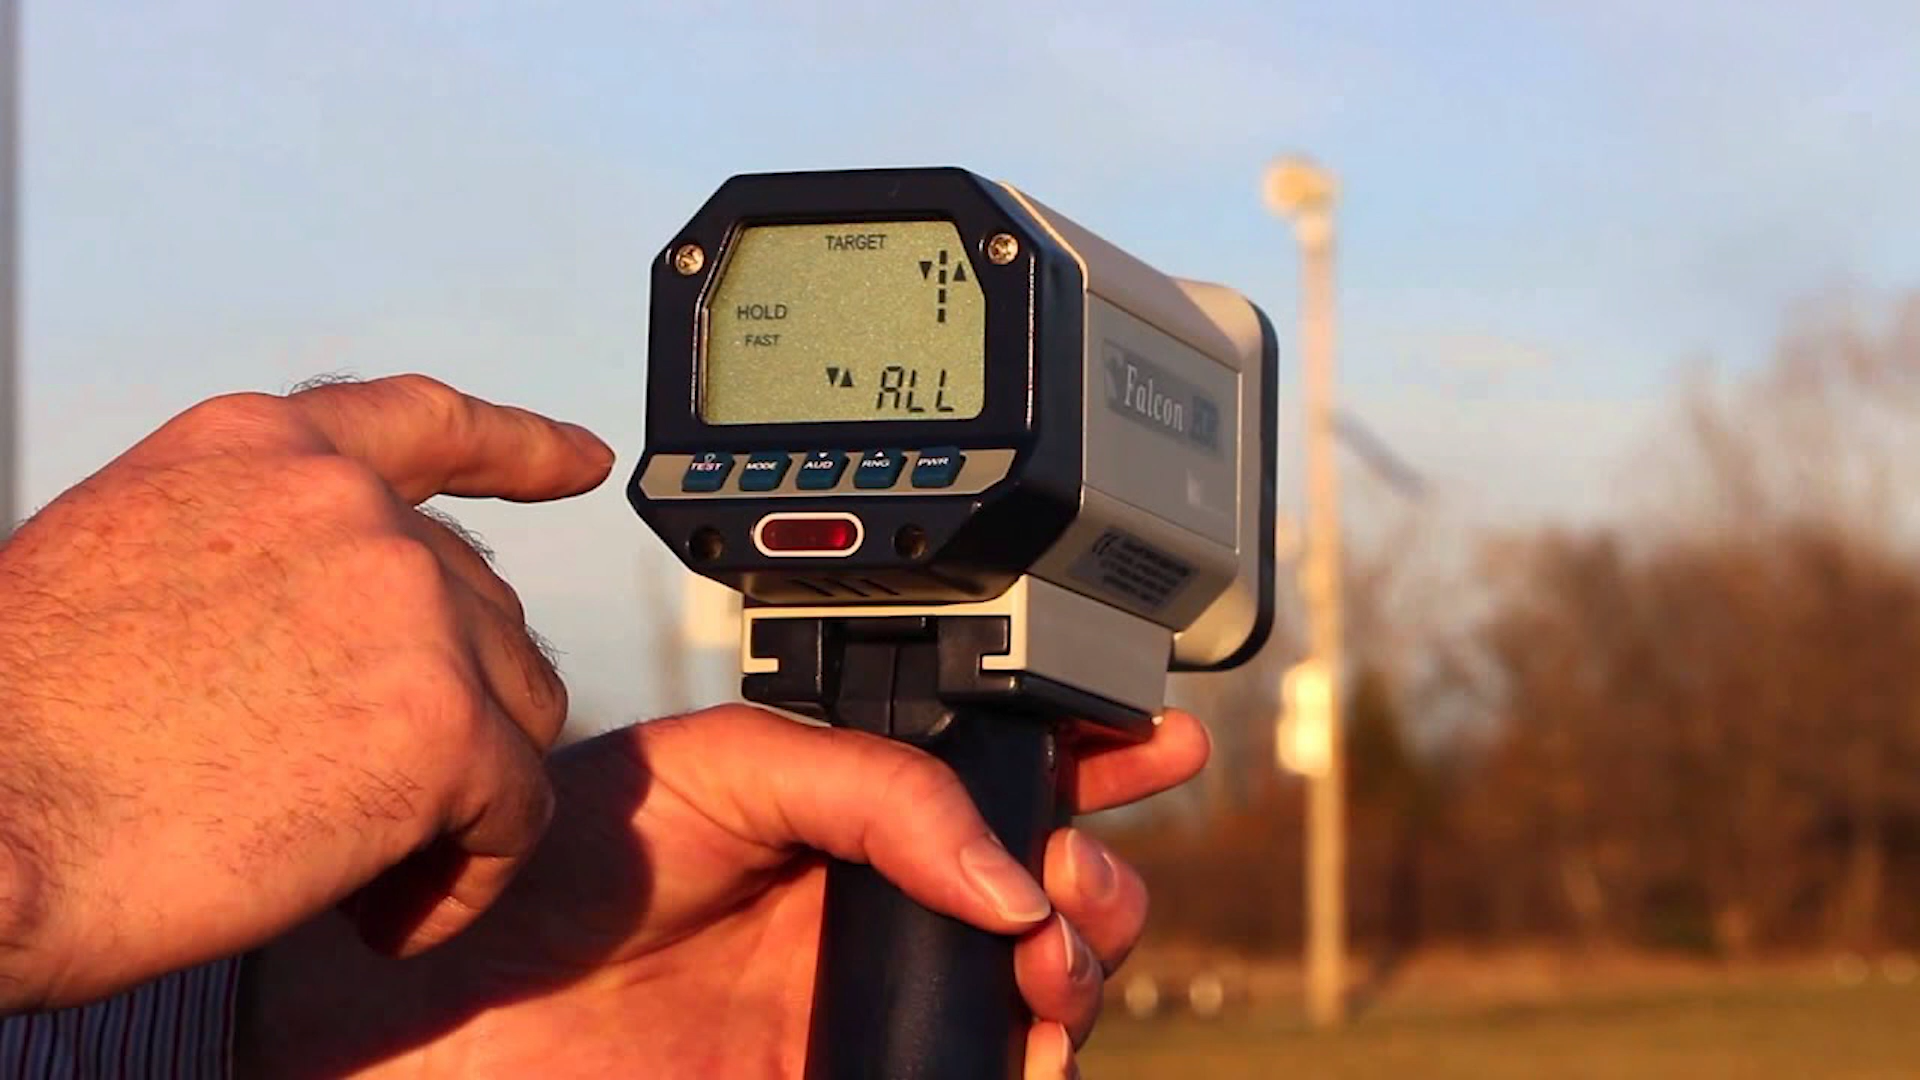 TARGET
HOLD
FAST
ALL
TEST MODE AUD RNG PWR
Falcon